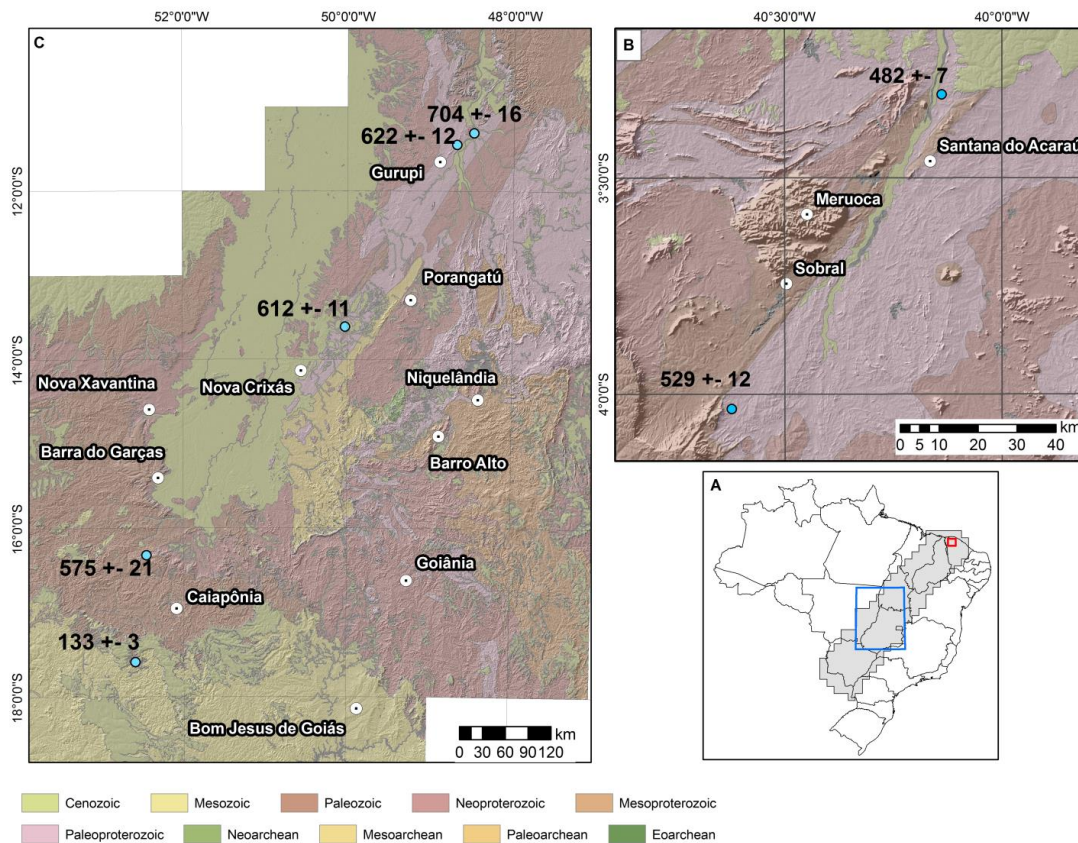 52°0'0"W
50°0'0"W
48°0'0"W
C
704 +- 16
622 +- 12
Gurupi
12°0'0"S
Porangatú
612 +- 11
14°0'0"S
Nova Crixás
Niquelândia
Nova Xavantina
Barra do Garças
Barro Alto
16°0'0"S
575 +- 21
Goiânia
Caiapônia
133 +- 3
18°0'0"S
Bom Jesus de Goiás
km
0 30 60 90 120
40°30'0"W
40°0'0"W
B
482 +- 7
Santana do Acaraú
3°30'0"S
Meruoca
Sobral
529 +- 12
4°0'0"S
km
0 5 10 20 30 40
A
Cenozoic Mesozoic Paleozoic Neoproterozoic Mesoproterozoic
Paleoproterozoic Neoarchean Mesoarchean Paleoarchean Eoarchean